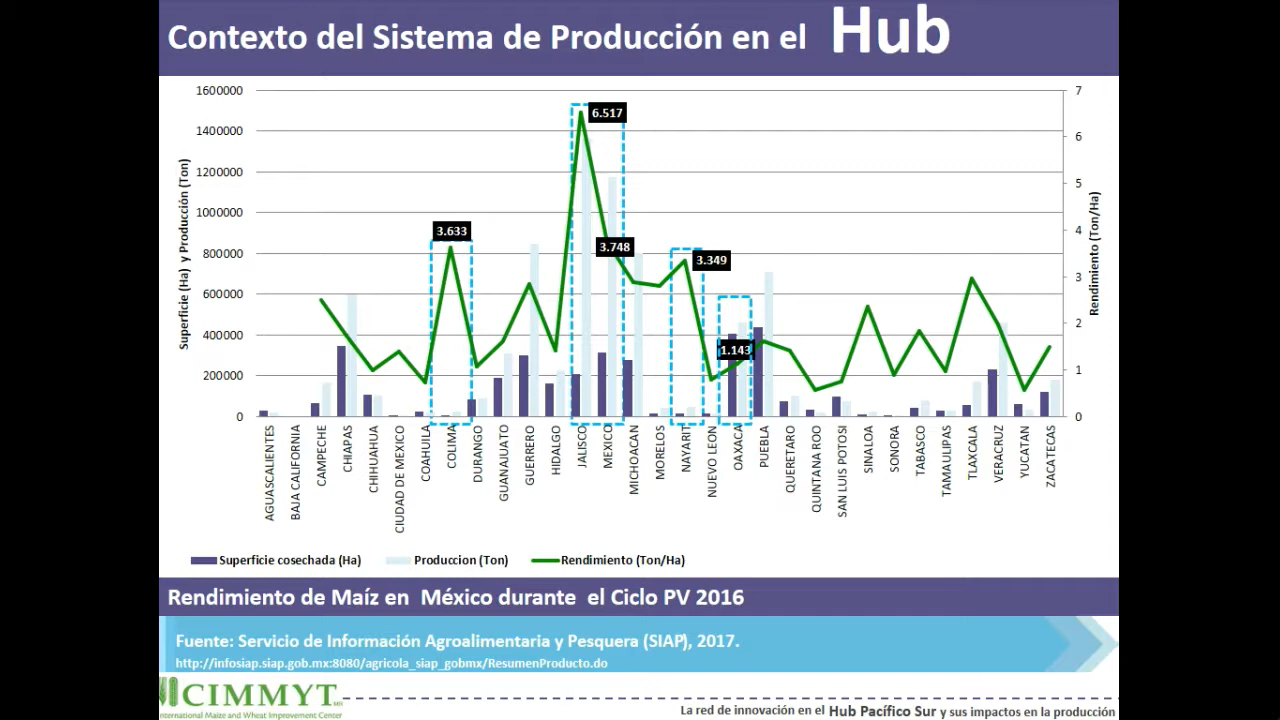 Contexto del Sistema de Producción en el Hub
1600000
1400000
1200000
1000000
800000
600000
400000
200000
0
Superficie (Ha) y Producción (Ton)
7
6
5
4
3
2
1
0
Rendimiento (Ton/Ha)
3.633
6.517
3.748
3.349
1.143
AGUASCALIENTES
BAJA CALIFORNIA
CAMPECHE
CHIAPAS
CHIHUAHUA
CIUDAD DE MEXICO
COAHUILA
COLIMA
DURANGO
GUANAJUATO
GUERRERO
HIDALGO
JALISCO
MEXICO
MICHOACAN
MORELOS
NAYARIT
NUEVO LEON
OAXACA
PUEBLA
QUERETARO
QUINTANA ROO
SAN LUIS POTOSI
SINALOA
SONORA
TABASCO
TAMAULIPAS
TLAXCALA
VERACRUZ
YUCATAN
ZACATECAS
Superficie cosechada (Ha)
Produccion (Ton)
Rendimiento (Ton/Ha)
Rendimiento de Maíz en México durante el Ciclo PV 2016
Fuente: Servicio de Información Agroalimentaria y Pesquera (SIAP), 2017.
http://infosiap.siap.gob.mx:8080/agricola_siap_gobmx/ResumenProducto.do
CIMMYT
International Maize and Wheat Improvement Center
La red de innovación en el Hub Pacífico Sur y sus impactos en la producción